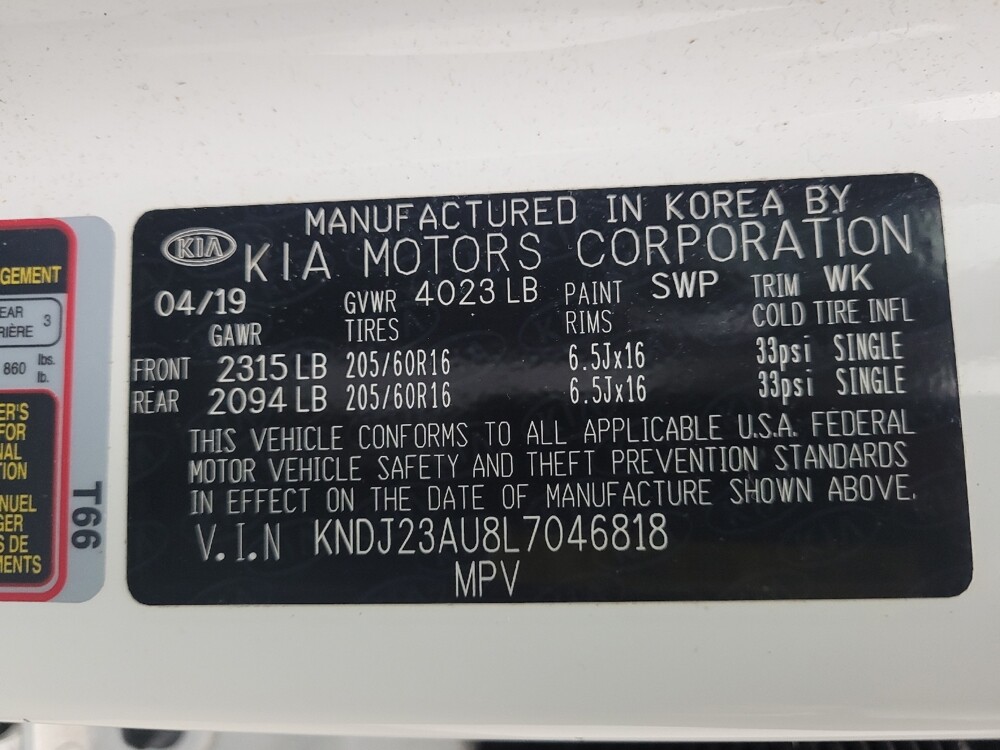 MANUFACTURED IN KOREA BY
KIA KIA MOTORS CORPORATION
04/19 GVWR 4023 LB PAINT SWP TRIM WK
GAWR TIRES RIMS COLD TIRE INFL
FRONT 2315 LB 205/60R16 6.5Jx16 33psi SINGLE
REAR 2094 LB 205/60R16 6.5Jx16 33psi SINGLE
THIS VEHICLE CONFORMS TO ALL APPLICABLE U.S.A. FEDERAL
MOTOR VEHICLE SAFETY AND THEFT PREVENTION STANDARDS
IN EFFECT ON THE DATE OF MANUFACTURE SHOWN ABOVE.
V.I.N KNDJ23AU8L7046818
MPV
GEMENT
EAR
RIÈRE 3
860 lbs.
lb.
ER'S
FOR
NAL
TION
NUEL
GER
S DE
MENTS
T66